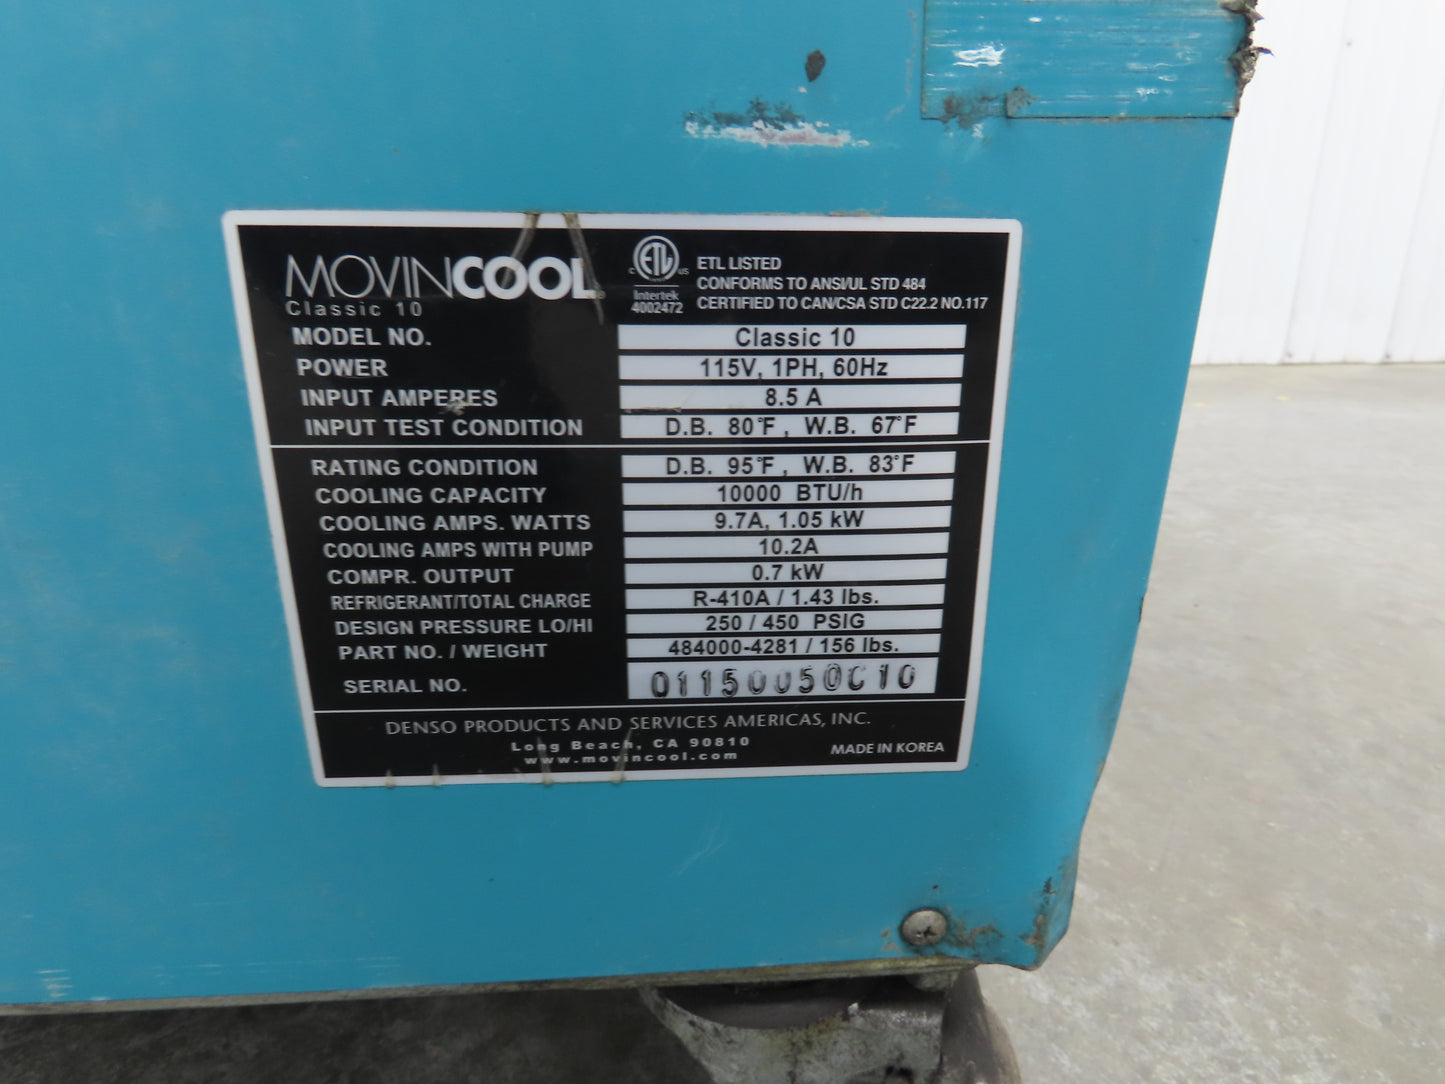 MOVINCOOL
Classic 10
C ETL US
LISTED
Intertek
4002472
ETL LISTED
CONFORMS TO ANSI/UL STD 484
CERTIFIED TO CAN/CSA STD C22.2 NO.117
MODEL NO. Classic 10
POWER 115V, 1PH, 60Hz
INPUT AMPERES 8.5 A
INPUT TEST CONDITION D.B. 80°F, W.B. 67°F
RATING CONDITION D.B. 95°F, W.B. 83°F
COOLING CAPACITY 10000 BTU/h
COOLING AMPS. WATTS 9.7A, 1.05 kW
COOLING AMPS WITH PUMP 10.2A
COMPR. OUTPUT 0.7 kW
REFRIGERANT/TOTAL CHARGE R-410A / 1.43 lbs.
DESIGN PRESSURE LO/HI 250 / 450 PSIG
PART NO. / WEIGHT 484000-4281 / 156 lbs.
SERIAL NO. 01150050C10
DENSO PRODUCTS AND SERVICES AMERICAS, INC.
Long Beach, CA 90810
www.movincool.com
MADE IN KOREA